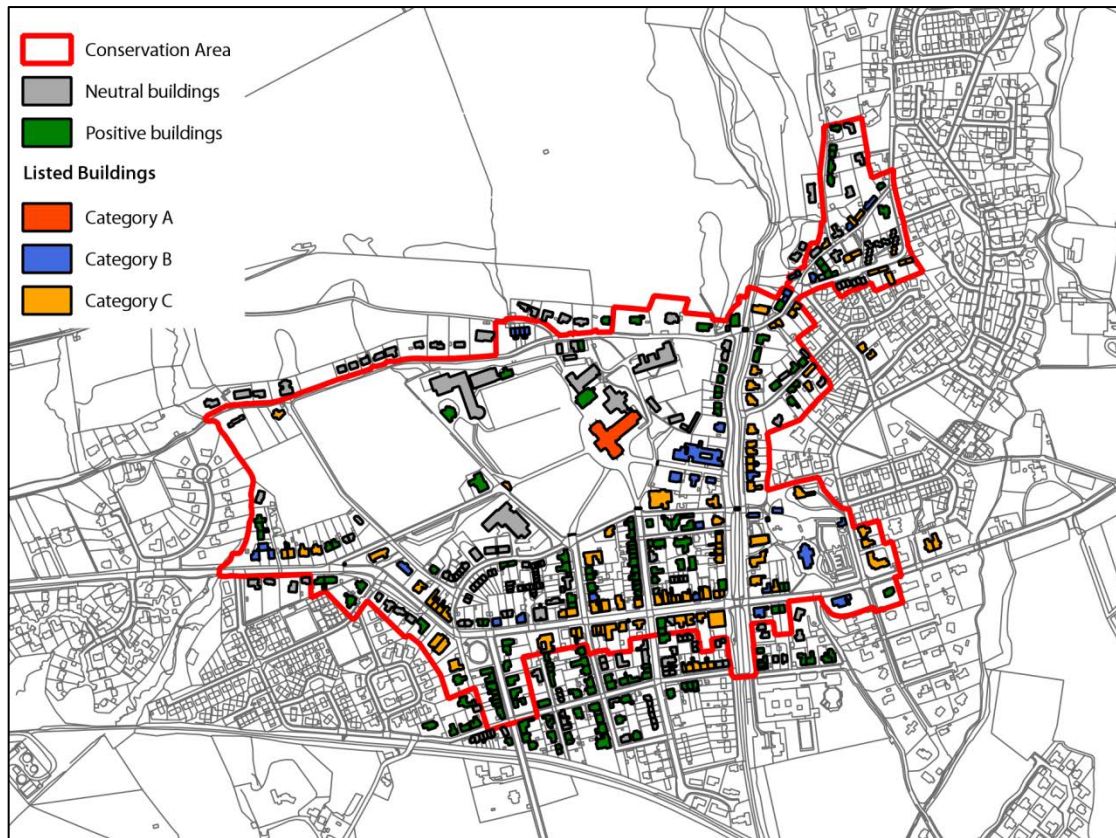 Conservation Area
Neutral buildings
Positive buildings
Listed Buildings
Category A
Category B
Category C